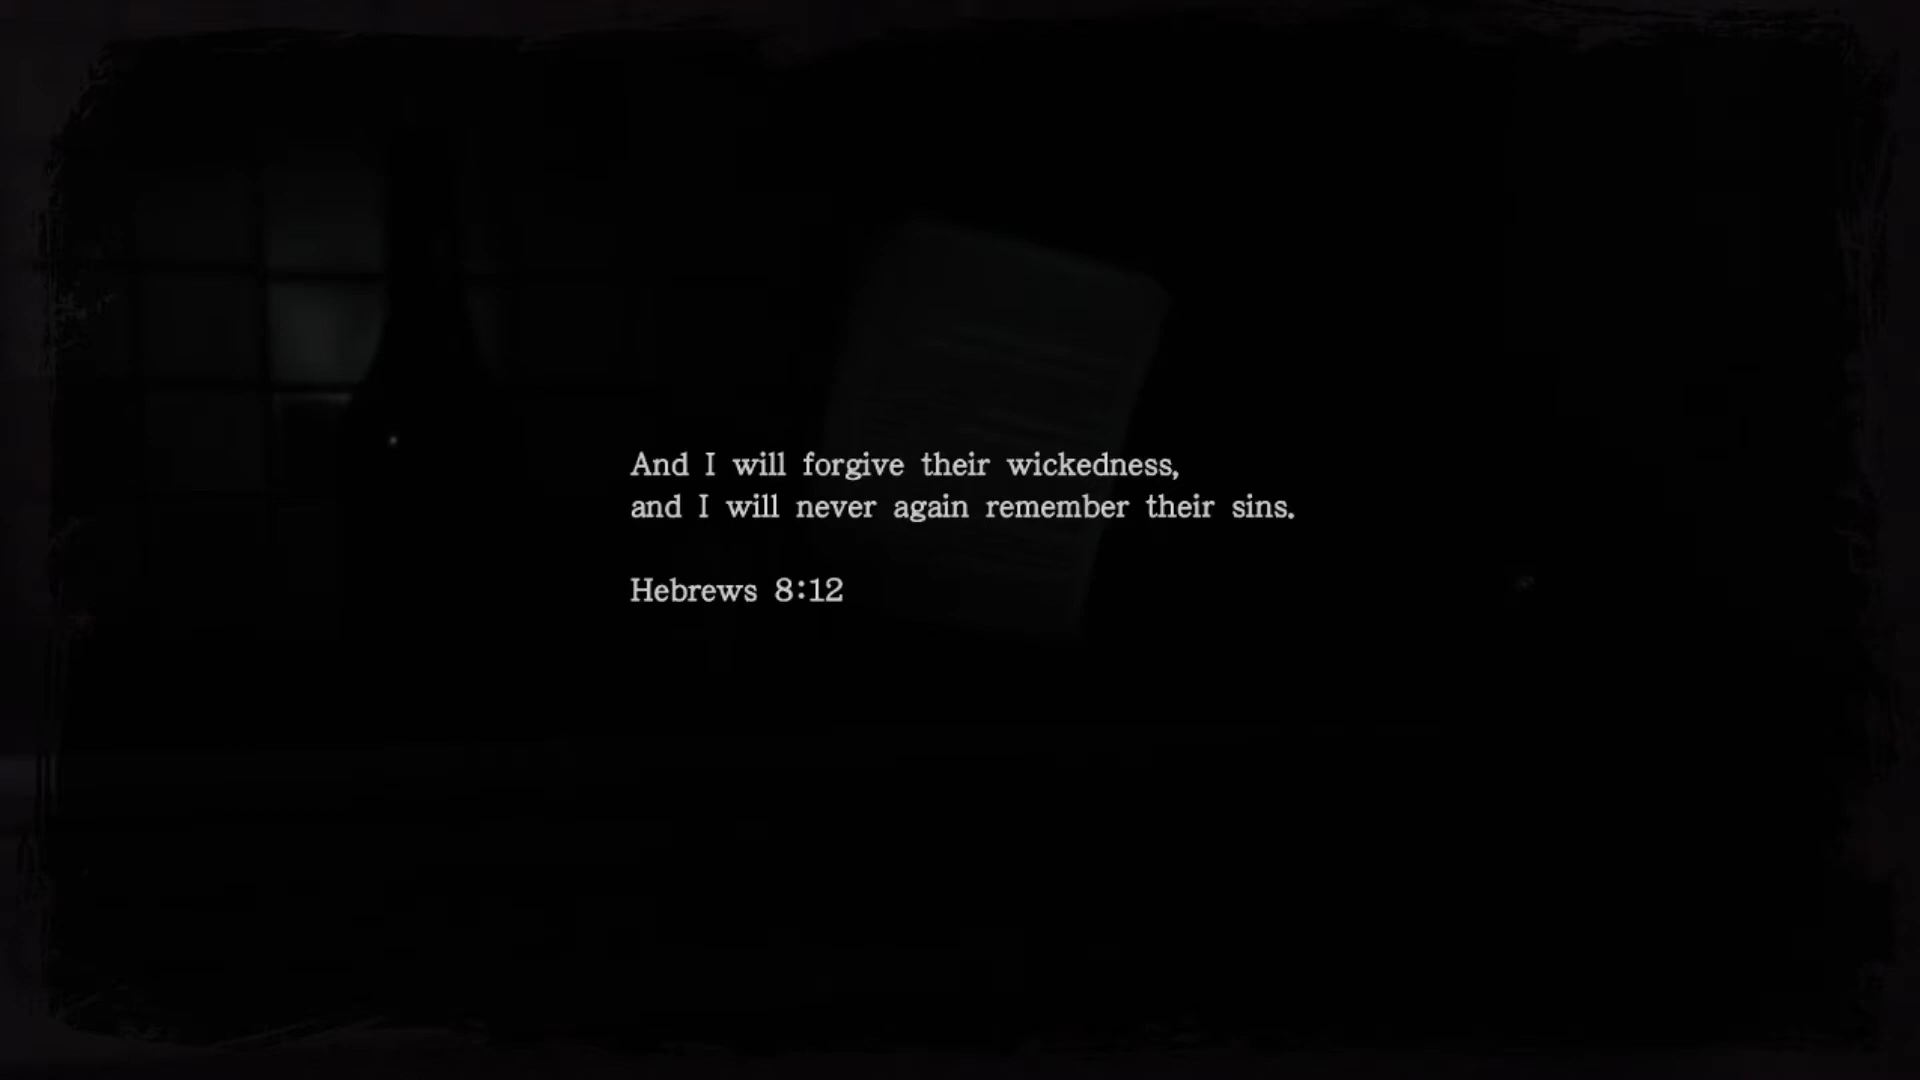 And I will forgive their wickedness,
and I will never again remember their sins.
Hebrews 8:12